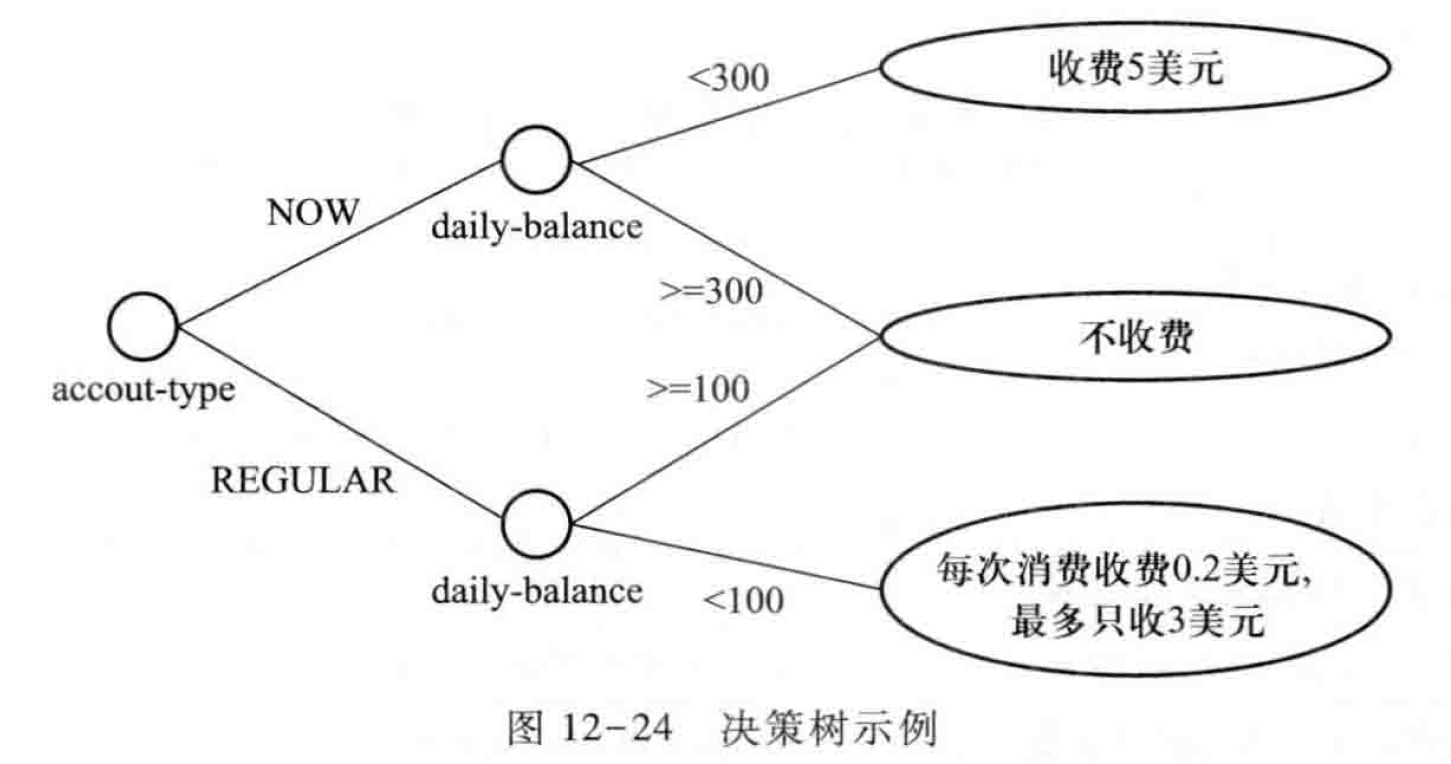 <300
收费5美元
NOW
daily-balance
>=300
不收费
accout-type
>=100
REGULAR
daily-balance
<100
每次消费收费0.2美元,
最多只收3美元
图 12-24 决策树示例